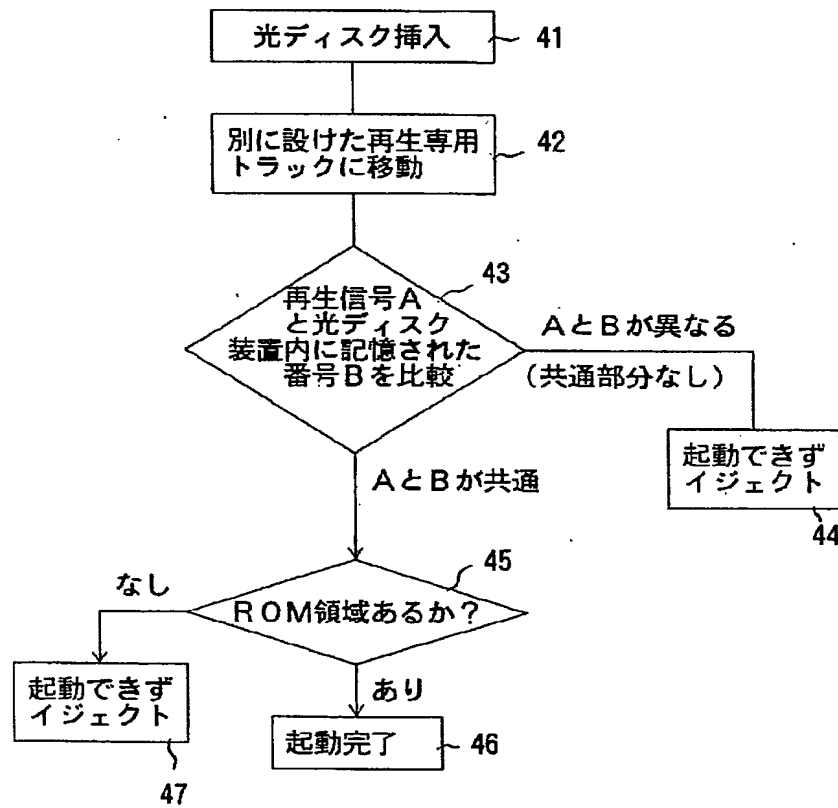 光ディスク挿入
41
別に設けた再生専用
トラックに移動
42
43
再生信号A
と光ディスク
装置内に記憶された
番号Bを比較
AとBが異なる
(共通部分なし)
起動できず
イジェクト
44
AとBが共通
45
なし
ROM領域あるか?
起動できず
イジェクト
47
あり
起動完了
46